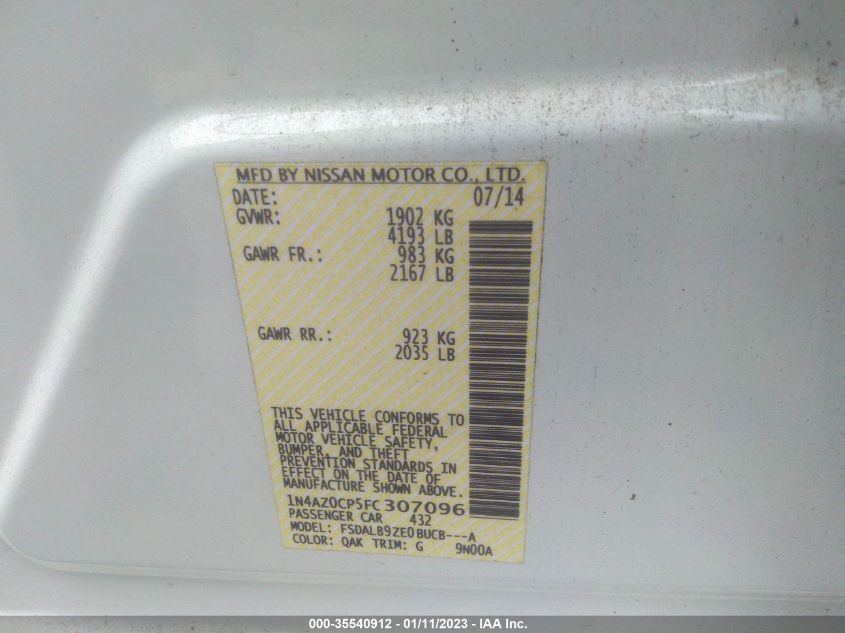 MFD BY NISSAN MOTOR CO., LTD.
DATE: 07/14
GVWR: 1902 KG
4193 LB
GAWR FR.: 983 KG
2167 LB
GAWR RR.: 923 KG
2035 LB
THIS VEHICLE CONFORMS TO
ALL APPLICABLE FEDERAL
MOTOR VEHICLE SAFETY,
BUMPER, AND THEFT
PREVENTION STANDARDS IN
EFFECT ON THE DATE OF
MANUFACTURE SHOWN ABOVE.
1N4AZ0CP5FC307096
PASSENGER CAR 432
MODEL: FSDALB9ZE0BUCB---A
COLOR: QAK TRIM: G 9N00A
000-35540912 - 01/11/2023 - IAA Inc.